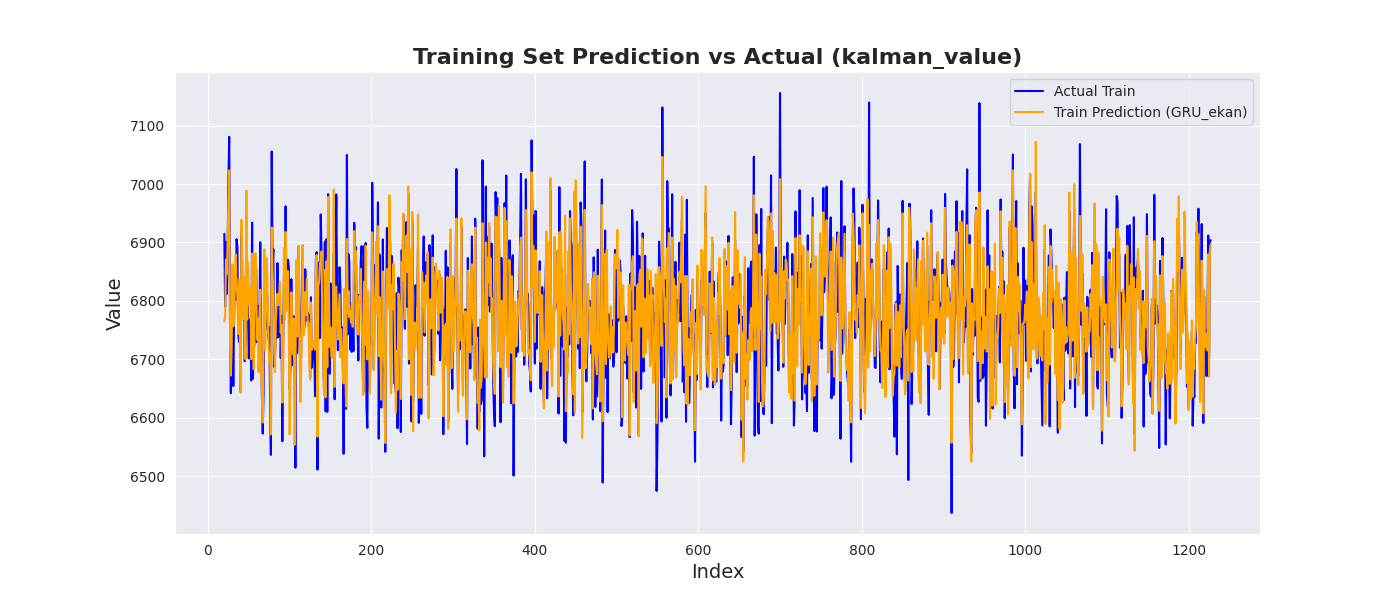 Training Set Prediction vs Actual (kalman_value)
Actual Train
Train Prediction (GRU_ekan)
Value
7100
7000
6900
6800
6700
6600
6500
0 200 400 600 800 1000 1200
Index